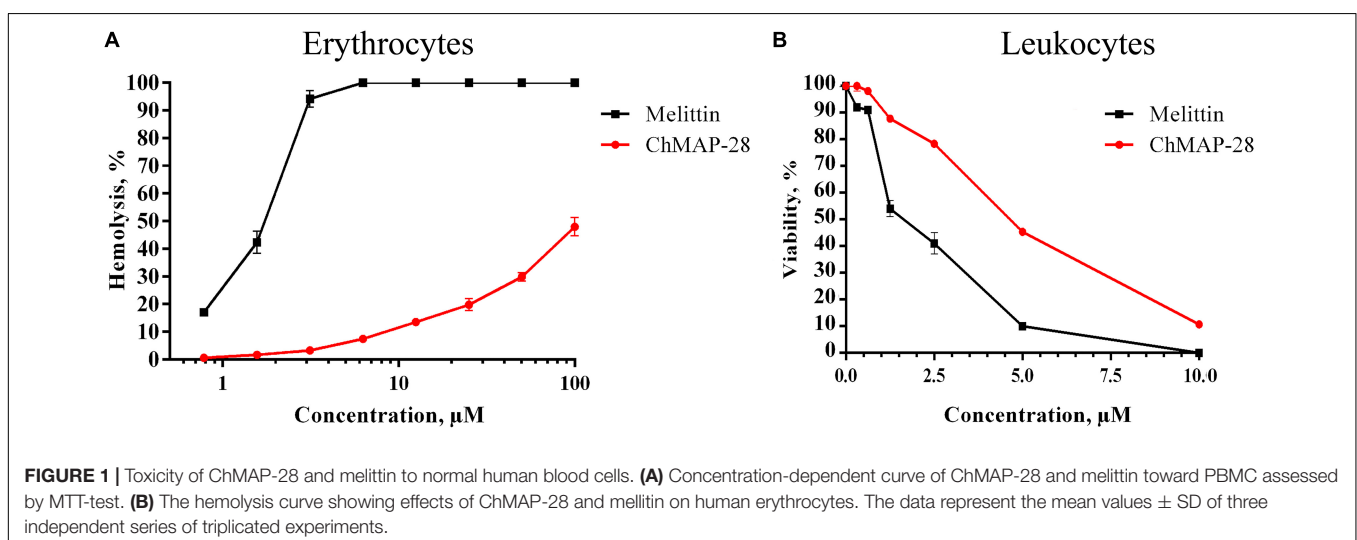 A
Erythrocytes
100
90
80
70
60
50
40
30
20
10
0
Hemolysis, %
1
10
100
Concentration, µM
Melittin
ChMAP-28
B
Leukocytes
100
90
80
70
60
50
40
30
20
10
0
Viability, %
0.0
2.5
5.0
7.5
10.0
Concentration, µM
Melittin
ChMAP-28
FIGURE 1 | Toxicity of ChMAP-28 and melittin to normal human blood cells. (A) Concentration-dependent curve of ChMAP-28 and melittin toward PBMC assessed
by MTT-test. (B) The hemolysis curve showing effects of ChMAP-28 and mellitin on human erythrocytes. The data represent the mean values ± SD of three
independent series of triplicated experiments.